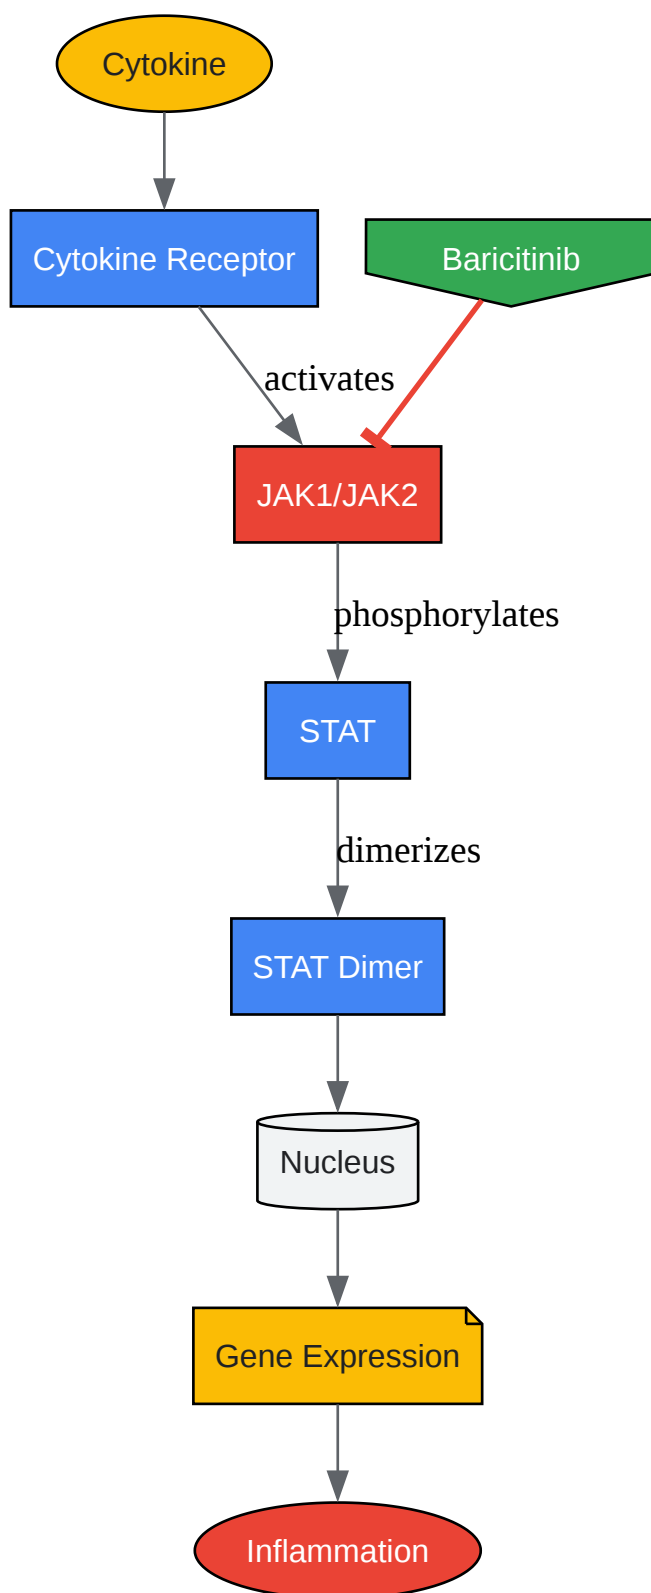 Cytokine
Cytokine Receptor
Baricitinib
activates
JAK1/JAK2
phosphorylates
STAT
dimerizes
STAT Dimer
Nucleus
Gene Expression
Inflammation